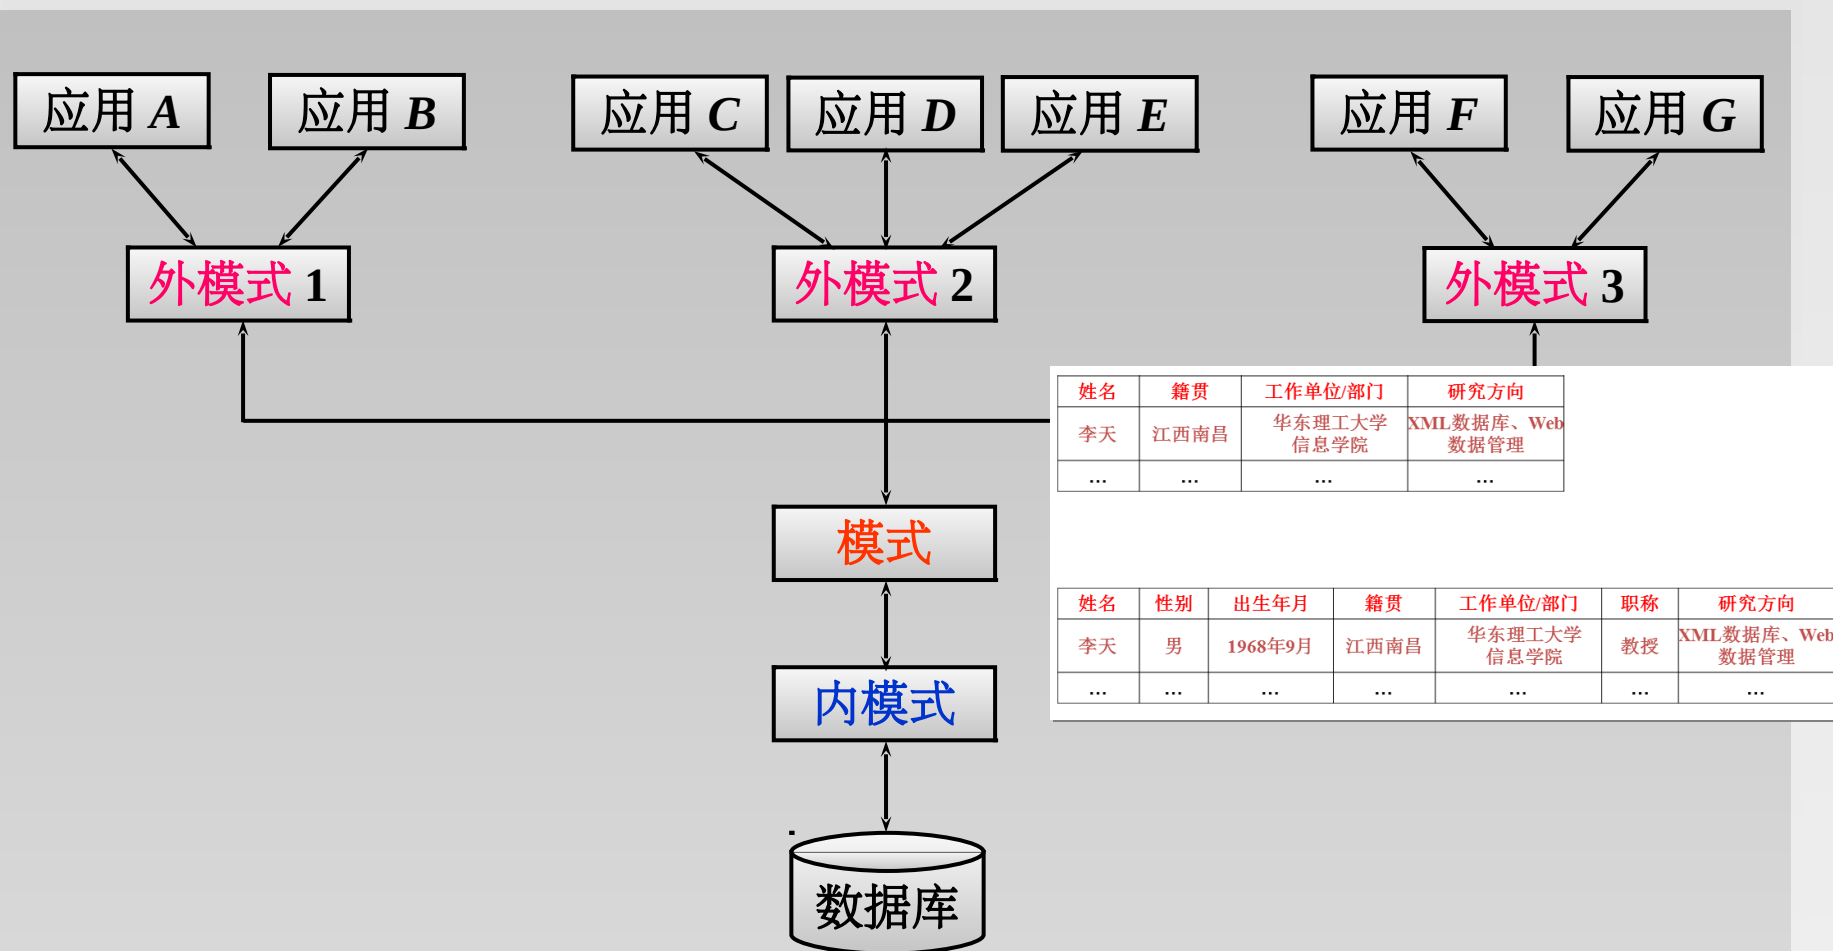 应用 A
应用 B
应用 C
应用 D
应用 E
应用 F
应用 G
外模式 1
外模式 2
外模式 3
姓名 籍贯 工作单位/部门 研究方向
李天 江西南昌 华东理工大学 XML数据库、Web
信息学院 数据管理
... ... ... ...
模式
姓名 性别 出生年月 籍贯 工作单位/部门 职称 研究方向
李天 男 1968年9月 江西南昌 华东理工大学 教授 XML数据库、Web
信息学院 数据管理
... ... ... ... ... ... ...
内模式
数据库